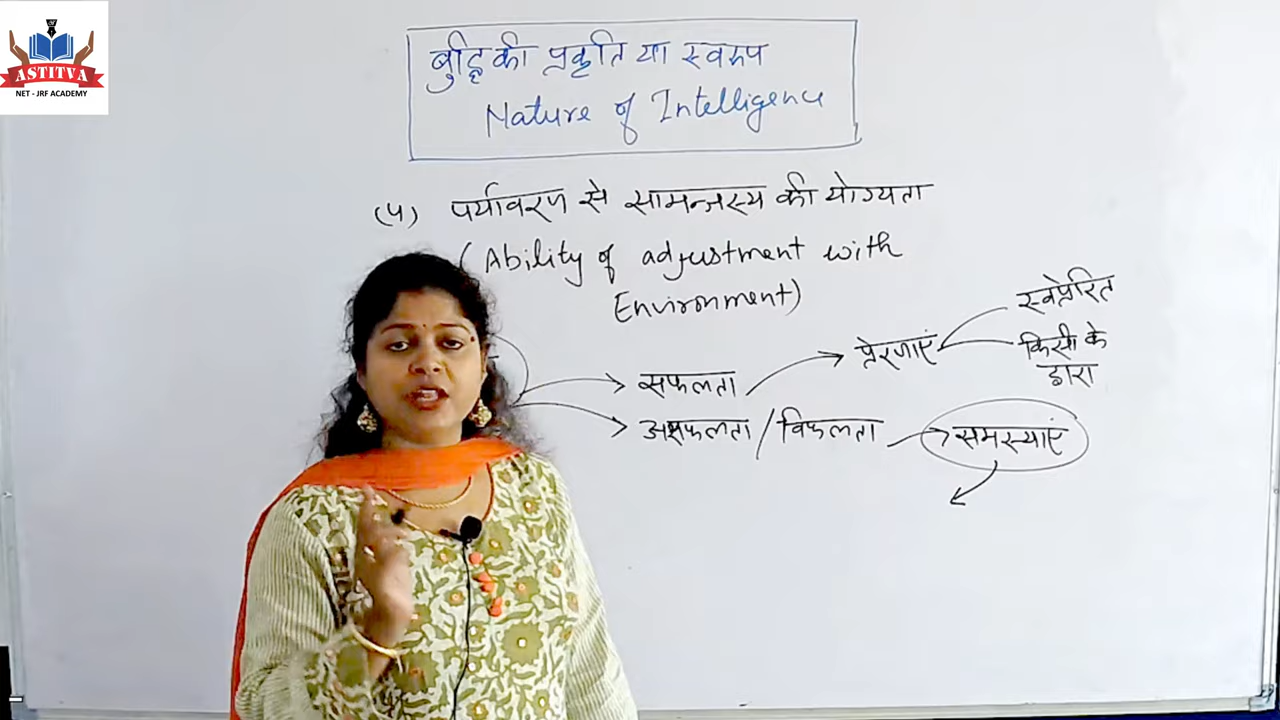 ASTITVA
NET - JRF ACADEMY
बुद्धि की प्रकृति या स्वरूप
Nature of Intelligence
(५) पर्यावरण से सामन्जस्य की योग्यता
(Ability of adjustment with
Environment)
सफलता
प्रेरणाएं
स्वप्रेरित
किसी के
द्वारा
असफलता / विफलता
समस्याएं